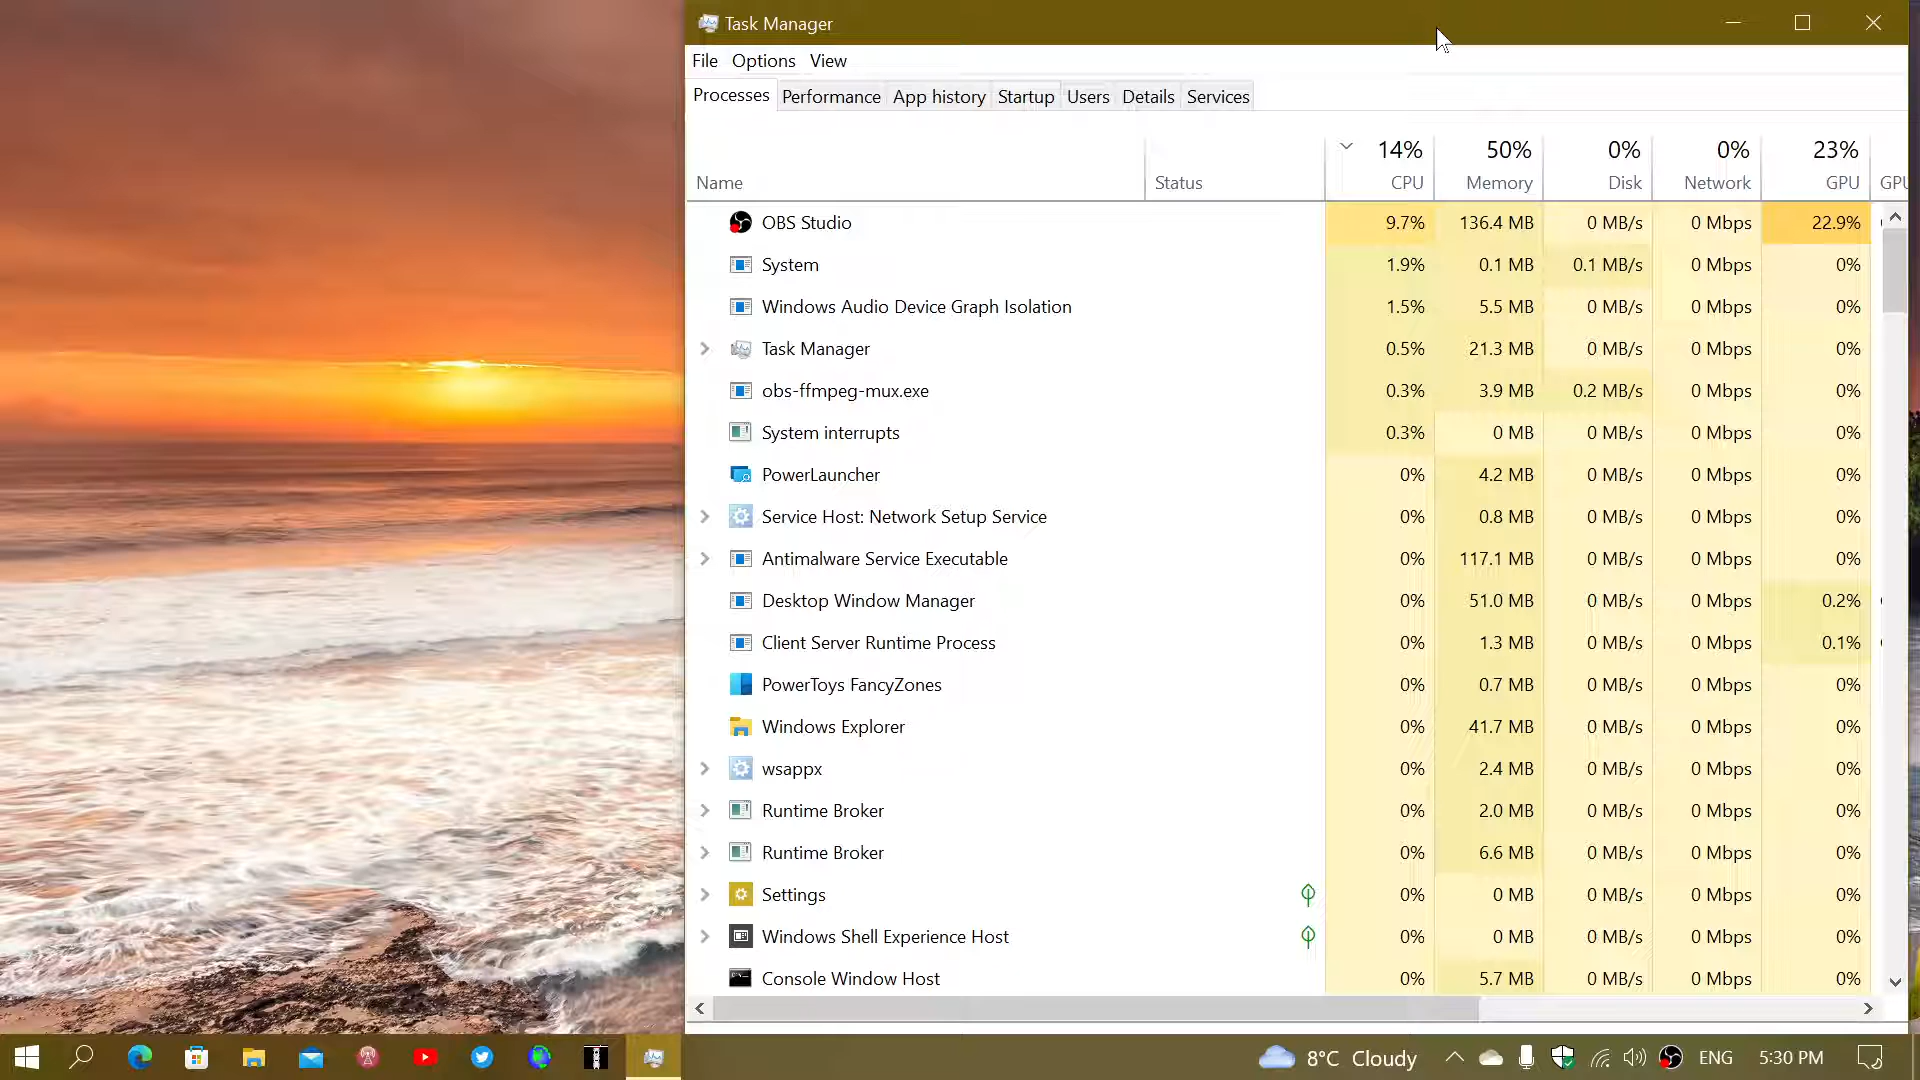 Task Manager
File Options View
Processes Performance App history Startup Users Details Services
14% 50% 0% 0% 23%
Name Status CPU Memory Disk Network GPU GPU
OBS Studio 9.7% 136.4 MB 0 MB/s 0 Mbps 22.9%
System 1.9% 0.1 MB 0.1 MB/s 0 Mbps 0%
Windows Audio Device Graph Isolation 1.5% 5.5 MB 0 MB/s 0 Mbps 0%
Task Manager 0.5% 21.3 MB 0 MB/s 0 Mbps 0%
obs-ffmpeg-mux.exe 0.3% 3.9 MB 0.2 MB/s 0 Mbps 0%
System interrupts 0.3% 0 MB 0 MB/s 0 Mbps 0%
PowerLauncher 0% 4.2 MB 0 MB/s 0 Mbps 0%
Service Host: Network Setup Service 0% 0.8 MB 0 MB/s 0 Mbps 0%
Antimalware Service Executable 0% 117.1 MB 0 MB/s 0 Mbps 0%
Desktop Window Manager 0% 51.0 MB 0 MB/s 0 Mbps 0.2%
Client Server Runtime Process 0% 1.3 MB 0 MB/s 0 Mbps 0.1%
PowerToys FancyZones 0% 0.7 MB 0 MB/s 0 Mbps 0%
Windows Explorer 0% 41.7 MB 0 MB/s 0 Mbps 0%
wsappx 0% 2.4 MB 0 MB/s 0 Mbps 0%
Runtime Broker 0% 2.0 MB 0 MB/s 0 Mbps 0%
Runtime Broker 0% 6.6 MB 0 MB/s 0 Mbps 0%
Settings 0% 0 MB 0 MB/s 0 Mbps 0%
Windows Shell Experience Host 0% 0 MB 0 MB/s 0 Mbps 0%
Console Window Host 0% 5.7 MB 0 MB/s 0 Mbps 0%
8°C Cloudy ENG 5:30 PM